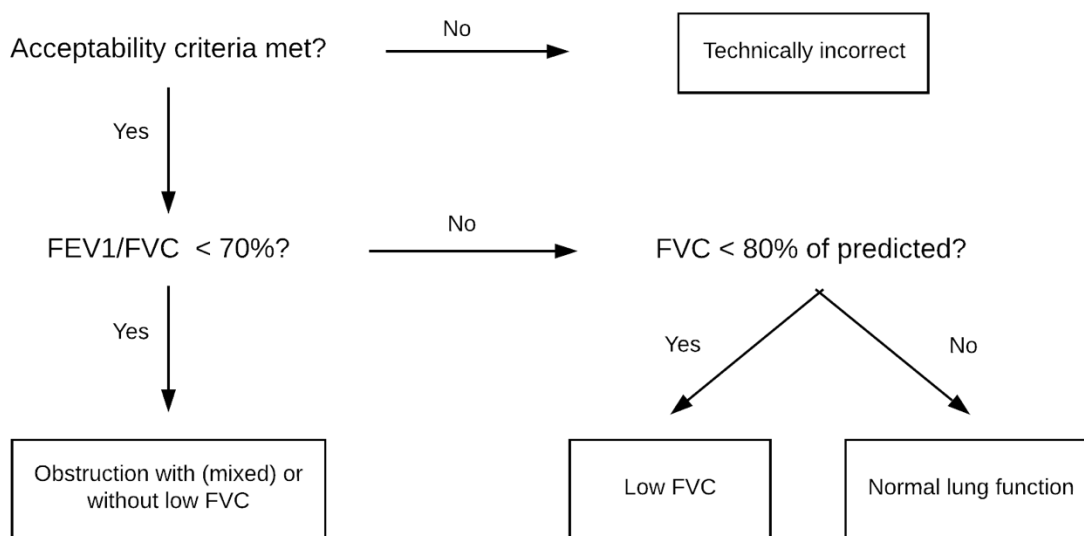 Acceptability criteria met?
No
Technically incorrect
Yes
FEV1/FVC < 70%?
No
FVC < 80% of predicted?
Yes
Yes
No
Obstruction with (mixed) or
without low FVC
Low FVC
Normal lung function